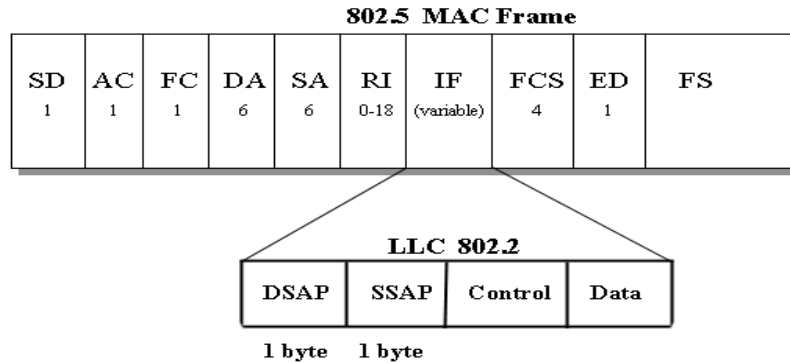 802.5 MAC Frame
SD AC FC DA SA RI IF FCS ED FS
1 1 1 6 6 0-18 (variable) 4 1
LLC 802.2
DSAP SSAP Control Data
1 byte 1 byte